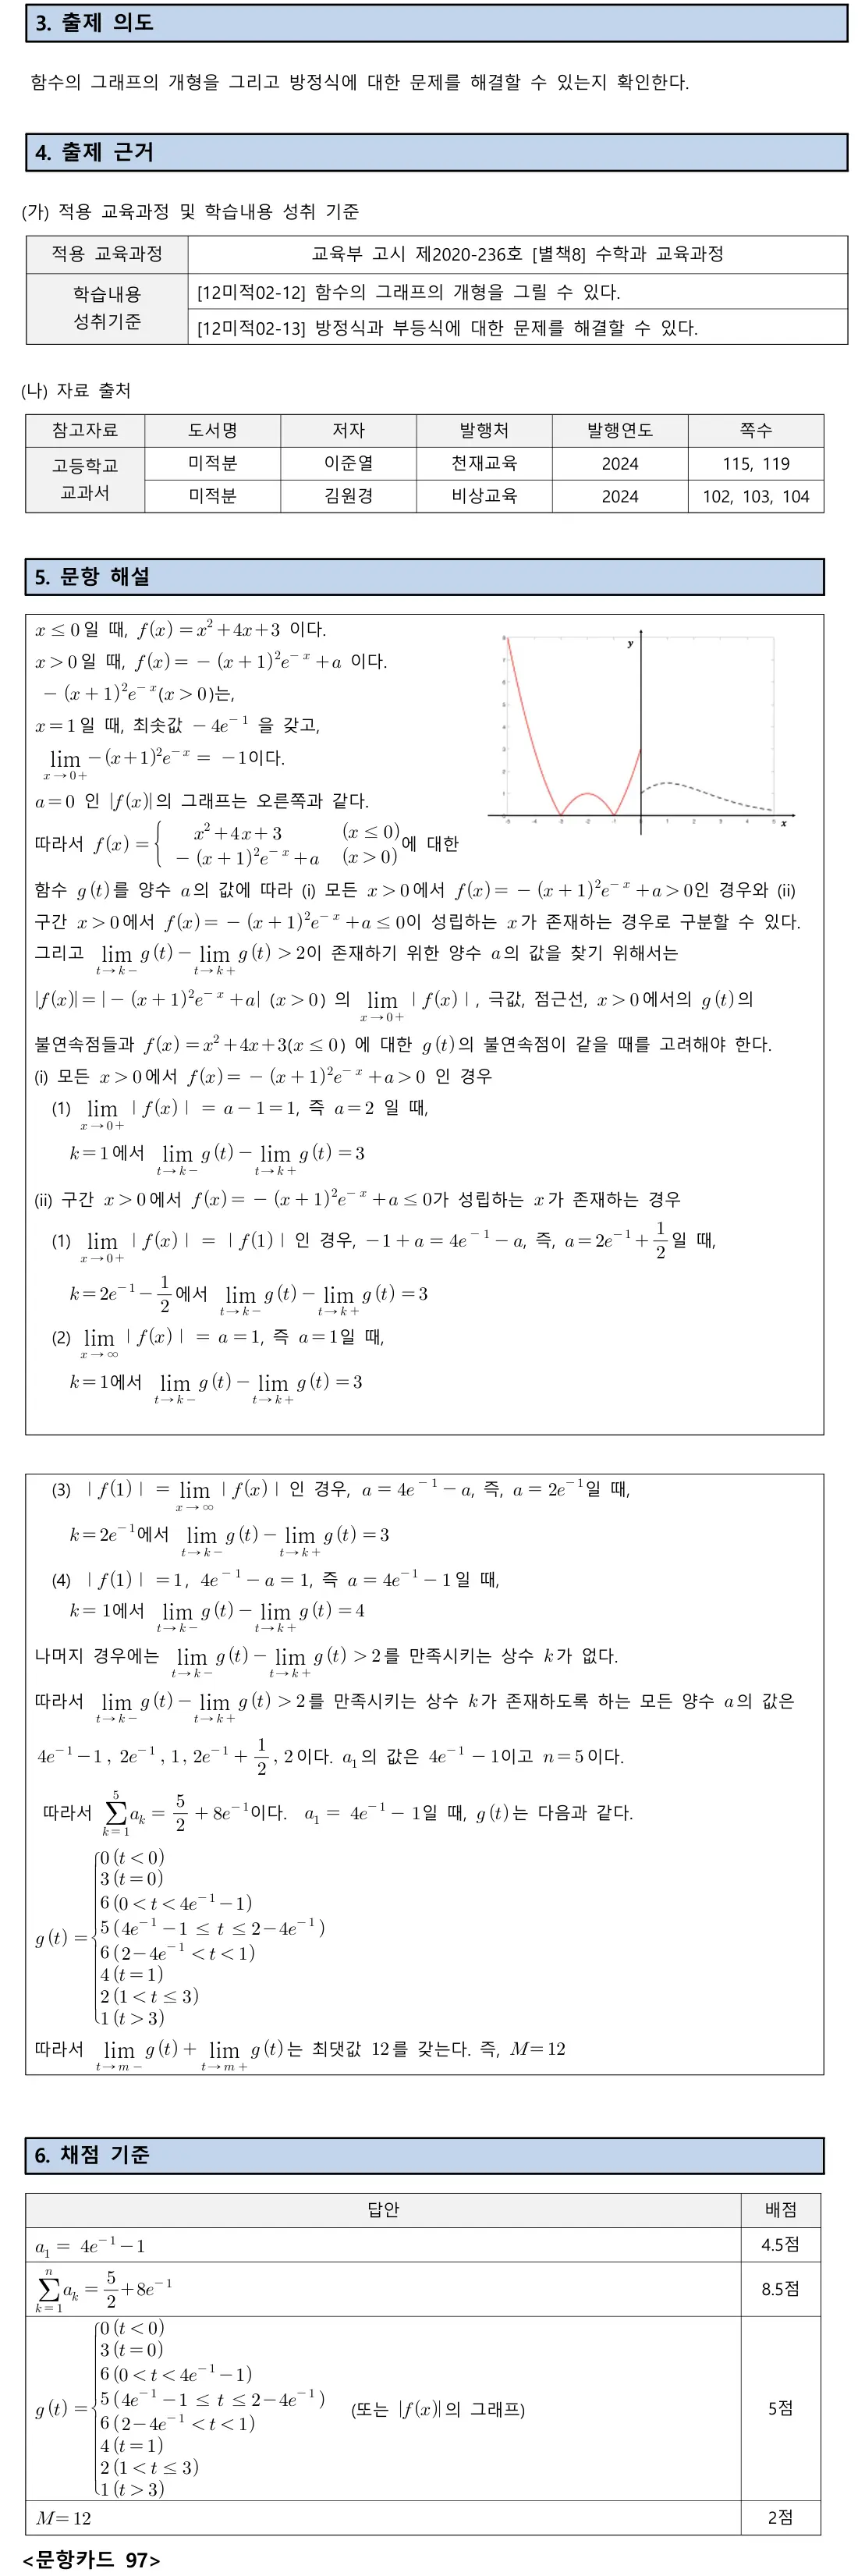 3. 출제 의도
함수의 그래프의 개형을 그리고 방정식에 대한 문제를 해결할 수 있는지 확인한다.
4. 출제 근거
(가) 적용 교육과정 및 학습내용 성취 기준
적용 교육과정 교육부 고시 제2020-236호 [별책8] 수학과 교육과정
학습내용 성취기준 [12미적02-12] 함수의 그래프의 개형을 그릴 수 있다.
[12미적02-13] 방정식과 부등식에 대한 문제를 해결할 수 있다.
(나) 자료 출처
참고자료 도서명 저자 발행처 발행연도 쪽수
고등학교 교과서 미적분 이준열 천재교육 2024 115, 119
미적분 김원경 비상교육 2024 102, 103, 104
5. 문항 해설
x ≤ 0일 때, f(x) = x²+4x+3 이다.
x > 0일 때, f(x) = −(x+1)²e^{−x}+a 이다.
−(x+1)²e^{−x}(x > 0)는,
x = 1일 때, 최솟값 −4e^{−1} 을 갖고,
lim_{x→0+} −(x+1)²e^{−x} = −1이다.
a=0 인 |f(x)|의 그래프는 오른쪽과 같다.
y
8
7
6
5
4
3
2
1
-5 -4 -3 -2 -1 0 1 2 3 4 5 x
따라서 f(x) = { x²+4x+3 (x ≤ 0) −(x+1)²e^{−x}+a (x > 0) 에 대한
함수 g(t)를 양수 a의 값에 따라 (i) 모든 x>0에서 f(x) = −(x+1)²e^{−x}+a>0인 경우와 (ii)
구간 x>0에서 f(x) = −(x+1)²e^{−x}+a≤0이 성립하는 x가 존재하는 경우로 구분할 수 있다.
그리고 lim_{t→k−} g(t) − lim_{t→k+} g(t) > 2이 존재하기 위한 양수 a의 값을 찾기 위해서는
|f(x)| = |−(x+1)²e^{−x}+a| (x>0) 의 lim_{x→0+} |f(x)|, 극값, 점근선, x>0에서의 g(t)의
불연속점들과 f(x) = x²+4x+3(x≤0) 에 대한 g(t)의 불연속점이 같을 때를 고려해야 한다.
(i) 모든 x>0에서 f(x) = −(x+1)²e^{−x}+a>0 인 경우
(1) lim_{x→0+} |f(x)| = a−1=1, 즉 a=2 일 때,
k=1에서 lim_{t→k−} g(t) − lim_{t→k+} g(t) = 3
(ii) 구간 x>0에서 f(x) = −(x+1)²e^{−x}+a≤0가 성립하는 x가 존재하는 경우
(1) lim_{x→0+} |f(x)| = |f(1)| 인 경우, −1+a = 4e^{−1}−a, 즉, a=2e^{−1}+1/2일 때,
k=2e^{−1}−1/2에서 lim_{t→k−} g(t) − lim_{t→k+} g(t) = 3
(2) lim_{x→∞} |f(x)| = a = 1, 즉 a=1일 때,
k=1에서 lim_{t→k−} g(t) − lim_{t→k+} g(t) = 3
(3) |f(1)| = lim_{x→∞} |f(x)| 인 경우, a = 4e^{−1}−a, 즉, a = 2e^{−1}일 때,
k=2e^{−1}에서 lim_{t→k−} g(t) − lim_{t→k+} g(t) = 3
(4) |f(1)| = 1, 4e^{−1}−a = 1, 즉 a = 4e^{−1}−1일 때,
k = 1에서 lim_{t→k−} g(t) − lim_{t→k+} g(t) = 4
나머지 경우에는 lim_{t→k−} g(t) − lim_{t→k+} g(t) > 2를 만족시키는 상수 k가 없다.
따라서 lim_{t→k−} g(t) − lim_{t→k+} g(t) > 2를 만족시키는 상수 k가 존재하도록 하는 모든 양수 a의 값은
4e^{−1}−1, 2e^{−1}, 1, 2e^{−1}+1/2, 2이다. a₁의 값은 4e^{−1}−1이고 n=5이다.
따라서 ∑_{k=1}^{5} a_k = 5/2 + 8e^{−1}이다. a₁ = 4e^{−1}−1일 때, g(t)는 다음과 같다.
g(t) = {
0 (t<0)
3 (t=0)
6 (0<t<4e^{−1}−1)
5 (4e^{−1}−1 ≤ t ≤ 2−4e^{−1})
6 (2−4e^{−1}<t<1)
4 (t=1)
2 (1<t≤3)
1 (t>3)
따라서 lim_{t→m−} g(t) + lim_{t→m+} g(t)는 최댓값 12를 갖는다. 즉, M=12
6. 채점 기준
답안 배점
a₁ = 4e^{−1}−1 4.5점
∑_{k=1}^{n} a_k = 5/2+8e^{−1} 8.5점
g(t) = {
0 (t<0)
3 (t=0)
6 (0<t<4e^{−1}−1)
5 (4e^{−1}−1 ≤ t ≤ 2−4e^{−1})
6 (2−4e^{−1}<t<1)
4 (t=1)
2 (1<t≤3)
1 (t>3)
(또는 |f(x)|의 그래프) 5점
M=12 2점
<문항카드 97>